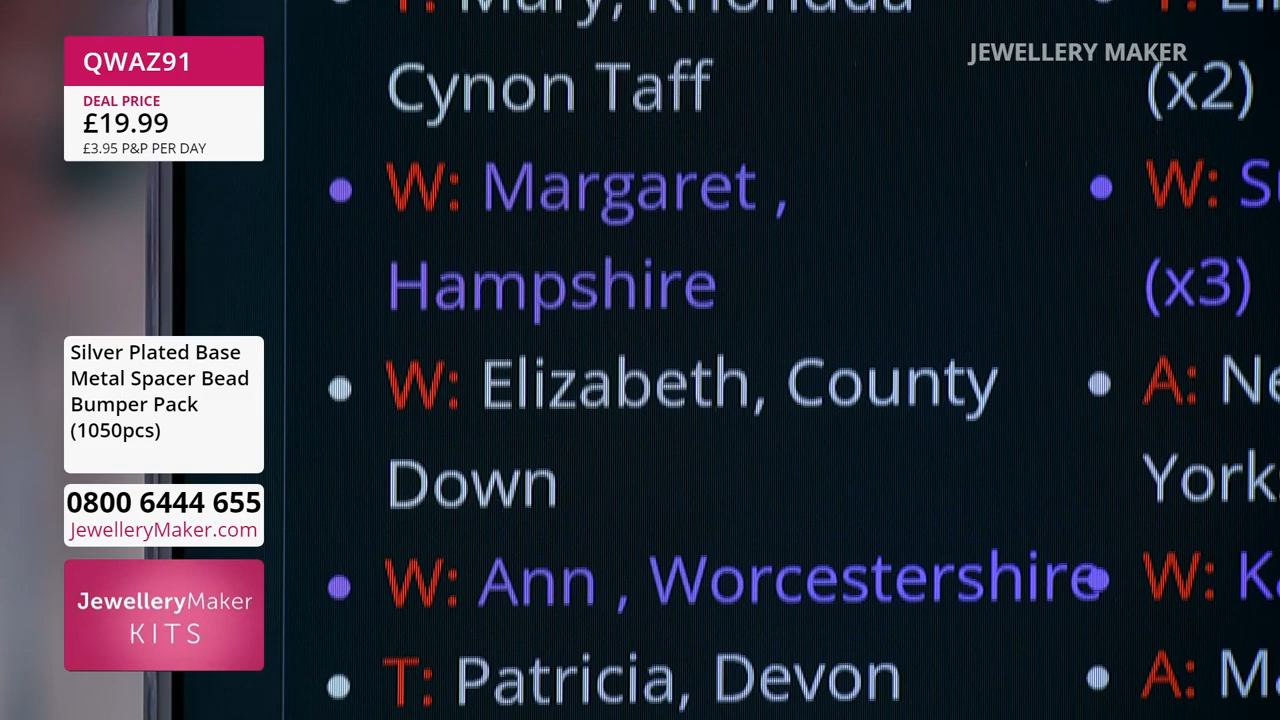 QWAZ91
DEAL PRICE
£19.99
£3.95 P&P PER DAY
Silver Plated Base
Metal Spacer Bead
Bumper Pack
(1050pcs)
0800 6444 655
JewelleryMaker.com
JewelleryMaker
KITS
JEWELLERY MAKER
T: Mary, Rhondda
Cynon Taff
W: Margaret ,
Hampshire
W: Elizabeth, County
Down
W: Ann , Worcestershire
T: Patricia, Devon
(x2)
W:
(x3)
A:
W:
A: